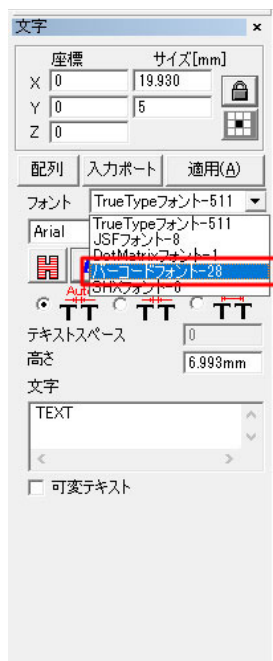 文字 ×
座標 サイズ[mm]
X 0 19.930
Y 0 5
Z 0
配列 入力ポート 適用(A)
フォント TrueTypeフォント-511
Arial TrueTypeフォント-511
JSFフォント-8
DotMatrixフォント-1
バーコードフォント-28
SHXフォント-0
Auto
TT TT TT
テキストスペース 0
高さ 6.993mm
文字
TEXT
可変テキスト